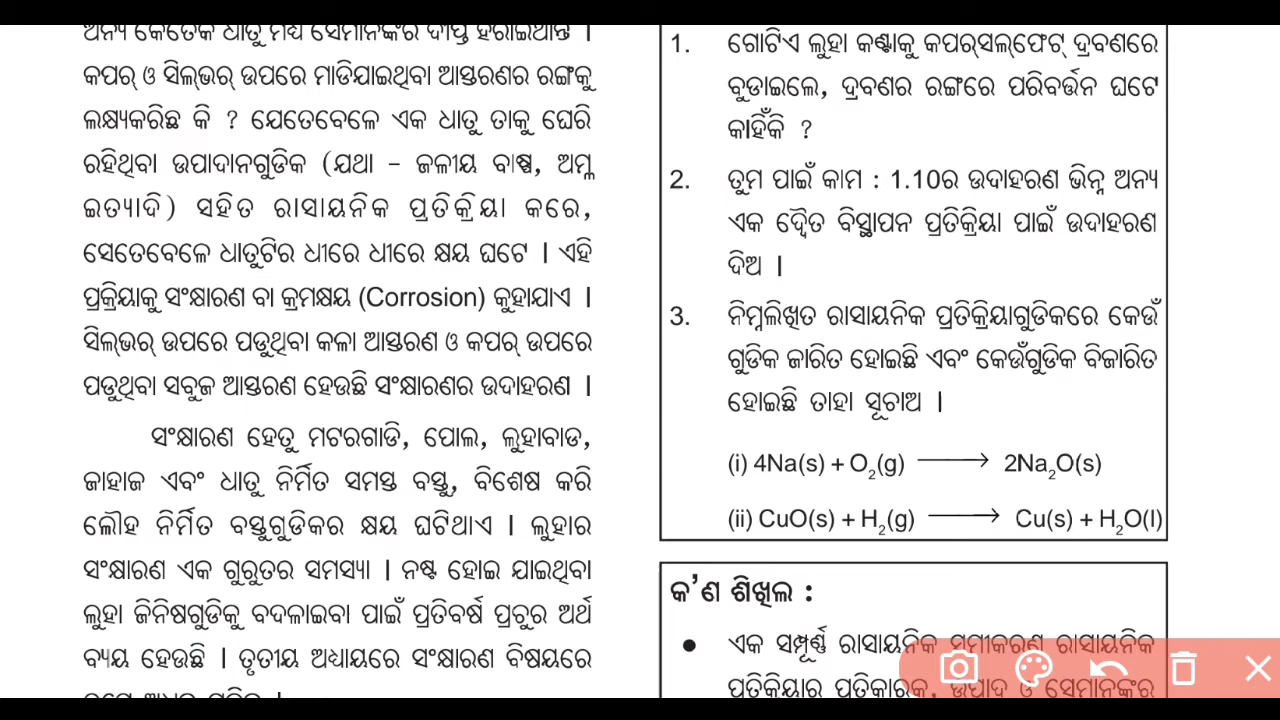 ଅନ୍ୟ କେତେକ ଧାତୁ ମଧ୍ୟ ସେମାନଙ୍କର ଦୀପ୍ତି ହରାଇଥାନ୍ତି ।
କପର୍ ଓ ସିଲ୍‌ଭର୍ ଉପରେ ମାଡିଯାଇଥିବା ଆସ୍ତରଣର ରଙ୍ଗକୁ
ଲକ୍ଷ୍ୟକରିଛ କି ? ଯେତେବେଳେ ଏକ ଧାତୁ ତାକୁ ଘେରି
ରହିଥିବା ଉପାଦାନଗୁଡିକ (ଯଥା – ଜଳୀୟ ବାଷ୍ପ, ଅମ୍ଳ
ଇତ୍ୟାଦି) ସହିତ ରାସାୟନିକ ପ୍ରତିକ୍ରିୟା କରେ,
ସେତେବେଳେ ଧାତୁଟିର ଧୀରେ ଧୀରେ କ୍ଷୟ ଘଟେ । ଏହି
ପ୍ରକ୍ରିୟାକୁ ସଂକ୍ଷାରଣ ବା କ୍ରମକ୍ଷୟ (Corrosion) କୁହାଯାଏ ।
ସିଲ୍‌ଭର୍ ଉପରେ ପଡୁଥିବା କଳା ଆସ୍ତରଣ ଓ କପର୍ ଉପରେ
ପଡୁଥିବା ସବୁଜ ଆସ୍ତରଣ ହେଉଛି ସଂକ୍ଷାରଣର ଉଦାହରଣ ।
ସଂକ୍ଷାରଣ ହେତୁ ମଟରଗାଡି, ପୋଲ, ଲୁହାବାଡ,
ଜାହାଜ ଏବଂ ଧାତୁ ନିର୍ମିତ ସମସ୍ତ ବସ୍ତୁ, ବିଶେଷ କରି
ଲୌହ ନିର୍ମିତ ବସ୍ତୁଗୁଡିକର କ୍ଷୟ ଘଟିଥାଏ । ଲୁହାର
ସଂକ୍ଷାରଣ ଏକ ଗୁରୁତର ସମସ୍ୟା । ନଷ୍ଟ ହୋଇ ଯାଇଥିବା
ଲୁହା ଜିନିଷଗୁଡିକୁ ବଦଳାଇବା ପାଇଁ ପ୍ରତିବର୍ଷ ପ୍ରଚୁର ଅର୍ଥ
ବ୍ୟୟ ହେଉଛି । ତୃତୀୟ ଅଧ୍ୟାୟରେ ସଂକ୍ଷାରଣ ବିଷୟରେ
1. ଗୋଟିଏ ଲୁହା କଣ୍ଟାକୁ କପର୍‌ସଲ୍‌ଫେଟ୍ ଦ୍ରବଣରେ
ବୁଡାଇଲେ, ଦ୍ରବଣର ରଙ୍ଗରେ ପରିବର୍ତ୍ତନ ଘଟେ
କାହିଁକି ?
2. ତୁମ ପାଇଁ କାମ : 1.10ର ଉଦାହରଣ ଭିନ୍ନ ଅନ୍ୟ
ଏକ ଦ୍ୱୈତ ବିସ୍ଥାପନ ପ୍ରତିକ୍ରିୟା ପାଇଁ ଉଦାହରଣ
ଦିଅ ।
3. ନିମ୍ନଲିଖିତ ରାସାୟନିକ ପ୍ରତିକ୍ରିୟାଗୁଡିକରେ କେଉଁ
ଗୁଡିକ ଜାରିତ ହୋଇଛି ଏବଂ କେଉଁଗୁଡିକ ବିଜାରିତ
ହୋଇଛି ତାହା ସୂଚାଅ ।
(i) 4Na(s) + O₂(g) ⟶ 2Na₂O(s)
(ii) CuO(s) + H₂(g) ⟶ Cu(s) + H₂O(l)
କ'ଣ ଶିଖିଲ :
● ଏକ ସମ୍ପୂର୍ଣ୍ଣ ରାସାୟନିକ ସମୀକରଣ ରାସାୟନିକ
ପ୍ରତିକ୍ରିୟାର ପ୍ରତିକାରକ, ଉତ୍ପାଦ ଓ ସେମାନଙ୍କର